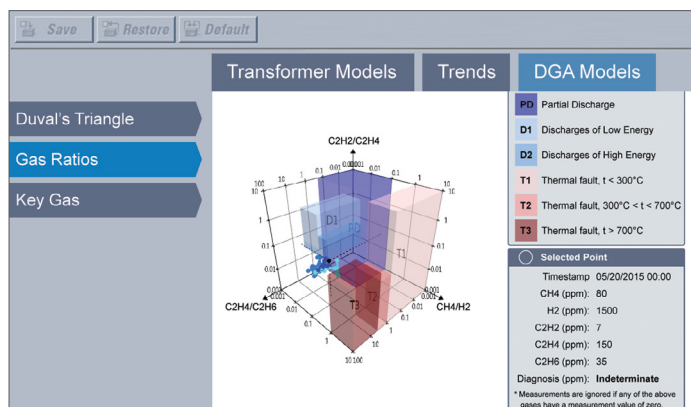 Save Restore Default
Transformer Models Trends DGA Models
Duval's Triangle
Gas Ratios
Key Gas
C2H2/C2H4
C2H4/C2H6
CH4/H2
D1
PD
T1
T2
T3
PD Partial Discharge
D1 Discharges of Low Energy
D2 Discharges of High Energy
T1 Thermal fault, t < 300°C
T2 Thermal fault, 300°C < t < 700°C
T3 Thermal fault, t > 700°C
Selected Point
Timestamp 05/20/2015 00:00
CH4 (ppm): 80
H2 (ppm): 1500
C2H2 (ppm): 7
C2H4 (ppm): 150
C2H6 (ppm): 35
Diagnosis (ppm): Indeterminate
* Measurements are ignored if any of the above
gases have a measurement value of zero.